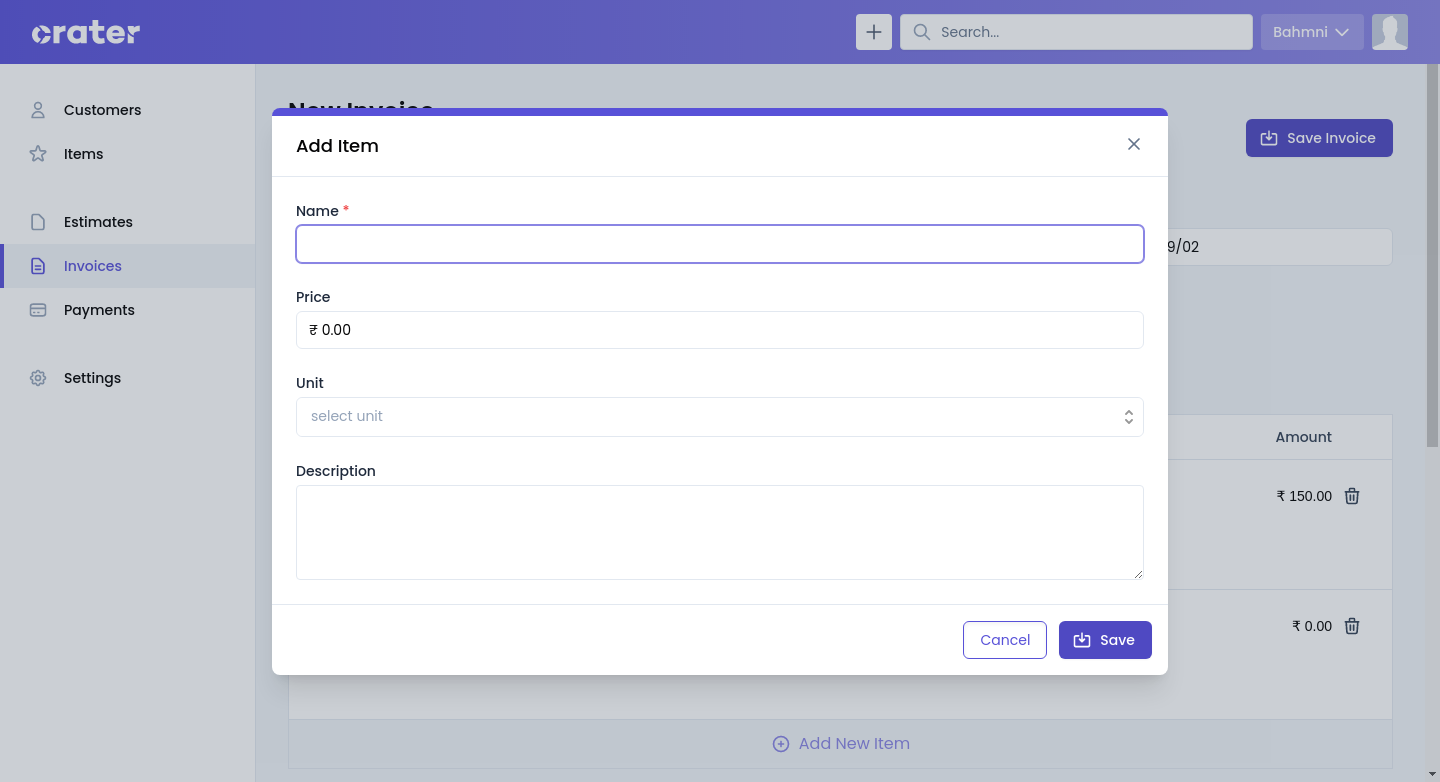 crater
Search...
Bahmni
Customers
Items
Estimates
Invoices
Payments
Settings
New Invoice
Save Invoice
Add Item
Name *
Price
₹ 0.00
Unit
select unit
Description
Cancel
Save
9/02
Amount
₹ 150.00
₹ 0.00
Add New Item